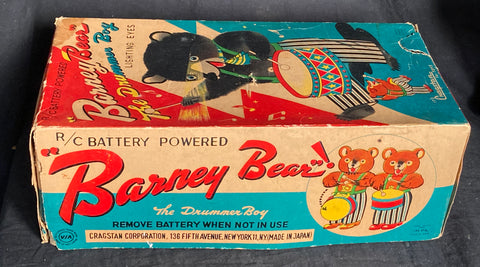 R/C BATTERY POWERED
"Barney Bear"
The Drummer Boy
LIGHTING EYES
R/C BATTERY POWERED
"Barney Bear"!
The Drummer Boy
REMOVE BATTERY WHEN NOT IN USE
CRAGSTAN CORPORATION, 136 FIFTH AVENUE, NEW YORK 11, N.Y. (MADE IN JAPAN)